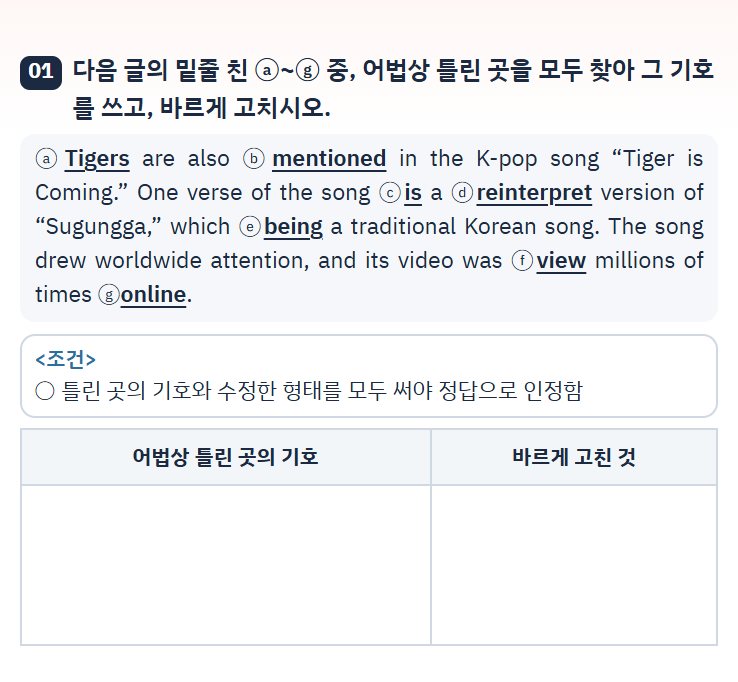 01 다음 글의 밑줄 친 ⓐ~ⓖ 중, 어법상 틀린 곳을 모두 찾아 그 기호
를 쓰고, 바르게 고치시오.
ⓐ Tigers are also ⓑ mentioned in the K-pop song “Tiger is
Coming.” One verse of the song ⓒis a ⓓreinterpret version of
“Sugungga,” which ⓔbeing a traditional Korean song. The song
drew worldwide attention, and its video was ⓕview millions of
times ⓖonline.
<조건>
○ 틀린 곳의 기호와 수정한 형태를 모두 써야 정답으로 인정함
어법상 틀린 곳의 기호 바르게 고친 것